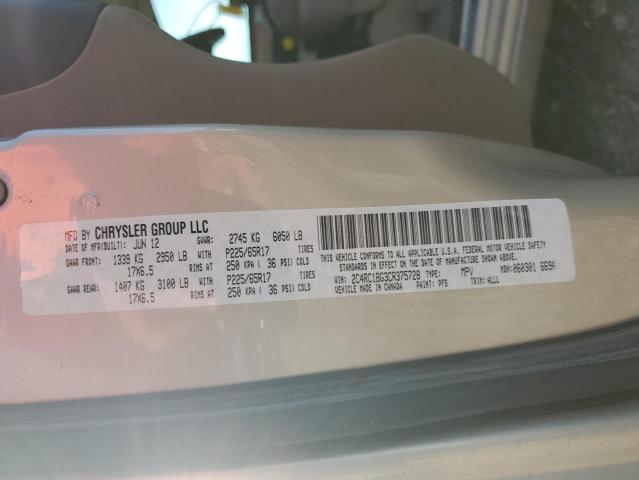 MFD BY CHRYSLER GROUP LLC
DATE OF MFR(BUILT): JUN 12 GVWR: 2745 KG 6050 LB
GAWR FRONT: 1339 KG 2950 LB WITH P225/65R17 TIRES
17X6.5 RIMS AT 250 KPA ( 36 PSI) COLD
GAWR REAR: 1407 KG 3100 LB WITH P225/65R17 TIRES
17X6.5 RIMS AT 250 KPA ( 36 PSI) COLD
THIS VEHICLE CONFORMS TO ALL APPLICABLE U.S.A. FEDERAL MOTOR VEHICLE SAFETY
STANDARDS IN EFFECT ON THE DATE OF MANUFACTURE SHOWN ABOVE.
VIN: 2C4RC1BG3CR375728 TYPE: MPV MDH: 060301 669A
VEHICLE MADE IN CANADA PAINT: PFS TRIM: ALLL